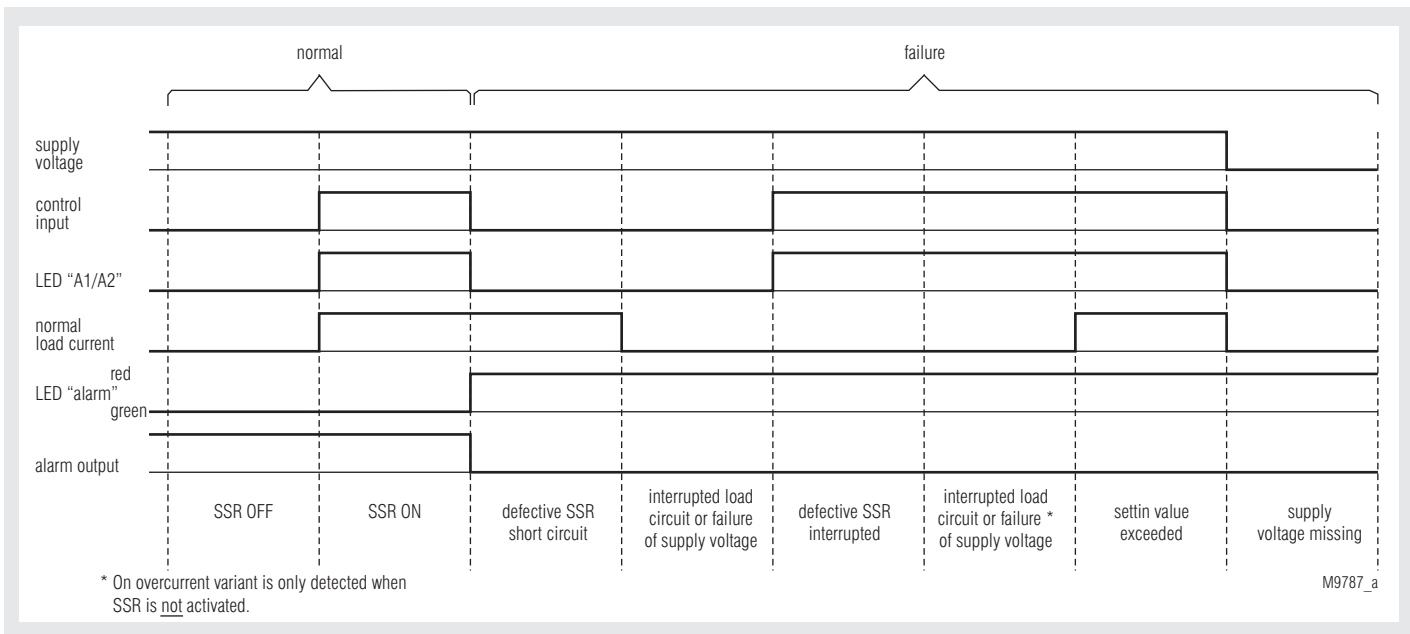 normal
failure
supply
voltage
control
input
LED “A1/A2”
normal
load current
red
LED “alarm”
green
alarm output
SSR OFF
SSR ON
defective SSR
short circuit
interrupted load
circuit or failure
of supply voltage
defective SSR
interrupted
interrupted load
circuit or failure *
of supply voltage
settin value
exceeded
supply
voltage missing
* On overcurrent variant is only detected when
SSR is not activated.
M9787_a